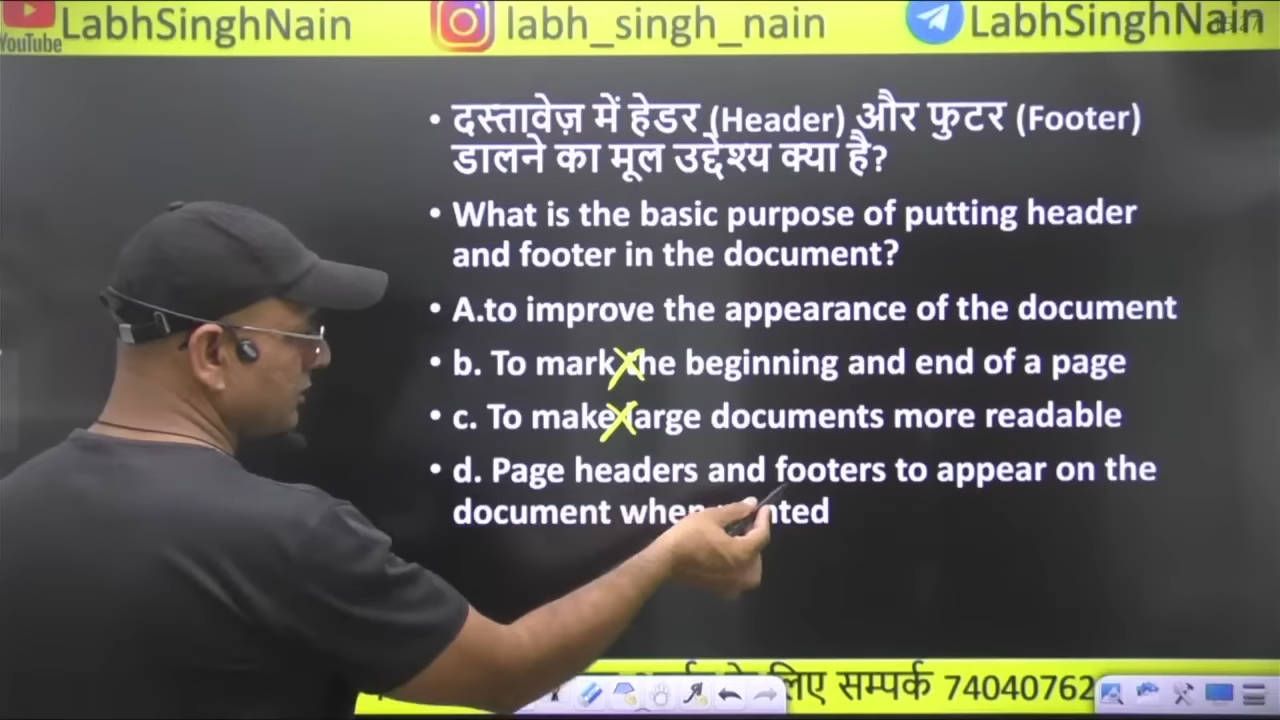 YouTube LabhSinghNain labh_singh_nain LabhSinghNain
• दस्तावेज़ में हेडर (Header) और फुटर (Footer)
डालने का मूल उद्देश्य क्या है?
• What is the basic purpose of putting header
and footer in the document?
• A.to improve the appearance of the document
• b. To mark the beginning and end of a page
• c. To make large documents more readable
• d. Page headers and footers to appear on the
document when
लिए सम्पर्क 74040762